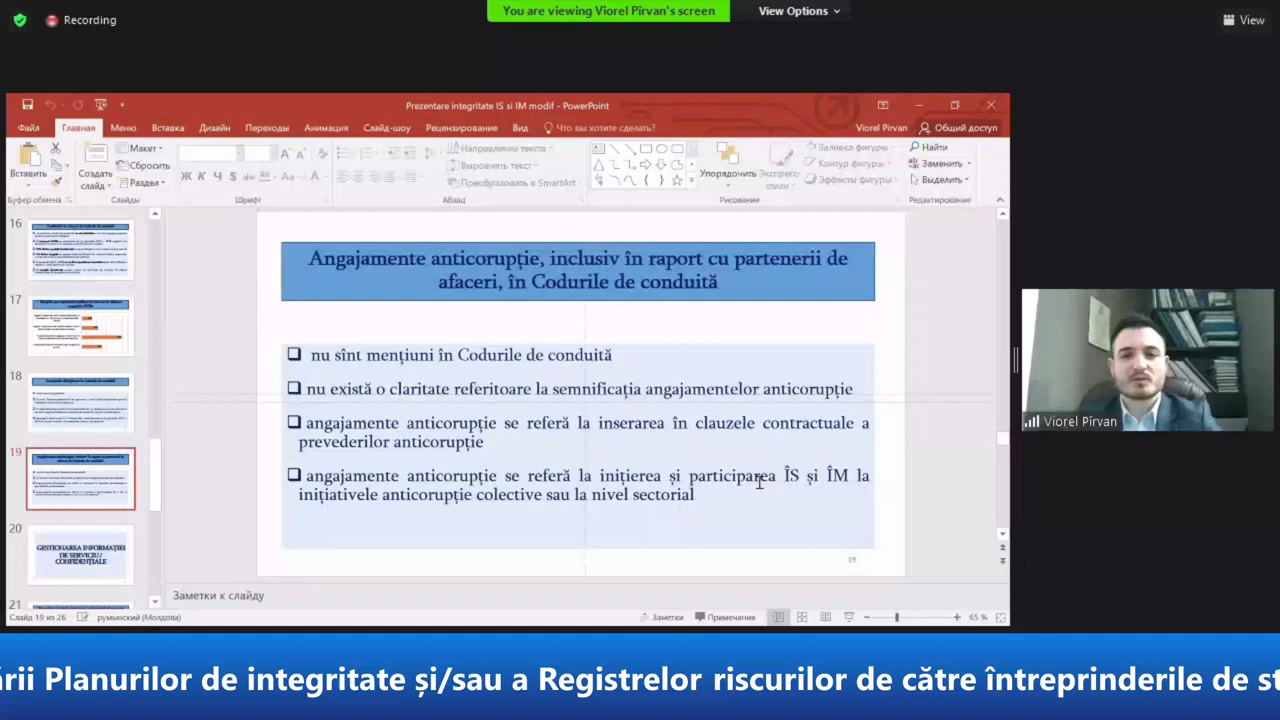 Recording
You are viewing Viorel Pîrvan's screen
View Options
View
Prezentare integritate IS si IM modif - PowerPoint
Файл
Главная
Меню
Вставка
Дизайн
Переходы
Анимация
Слайд-шоу
Рецензирование
Вид
Что вы хотите сделать?
Viorel Pirvan
Общий доступ
Вставить
Буфер обмена
Создать
слайд
Макет
Сбросить
Раздел
Слайды
Шрифт
Направление текста
Выровнять текст
Преобразовать в SmartArt
Абзац
Упорядочить
Экспресс-
стили
Заливка фигуры
Контур фигуры
Эффекты фигуры
Рисование
Найти
Заменить
Выделить
Редактирование
16
17
18
19
20
GESTIONAREA INFORMAȚIEI
DE SERVICIU /
CONFIDENȚIALE
21
Angajamente anticorupție, inclusiv în raport cu partenerii de
afaceri, în Codurile de conduită
nu sînt mențiuni în Codurile de conduită
nu există o claritate referitoare la semnificația angajamentelor anticorupție
angajamente anticorupție se referă la inserarea în clauzele contractuale a
prevederilor anticorupție
angajamente anticorupție se referă la inițierea și participarea ÎS și ÎM la
inițiativele anticorupție colective sau la nivel sectorial
19
Заметки к слайду
Слайд 19 из 26
румынский (Молдова)
Заметки
Примечания
65 %
Viorel Pîrvan
ării Planurilor de integritate și/sau a Registrelor riscurilor de către întreprinderile de st